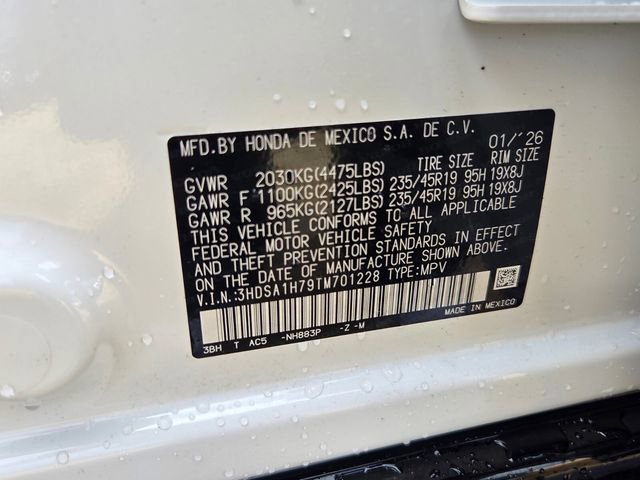 MFD.BY HONDA DE MEXICO S.A. DE C.V. 01/'26
GVWR 2030KG(4475LBS) TIRE SIZE RIM SIZE
GAWR F 1100KG(2425LBS) 235/45R19 95H 19X8J
GAWR R 965KG(2127LBS) 235/45R19 95H 19X8J
THIS VEHICLE CONFORMS TO ALL APPLICABLE
FEDERAL MOTOR VEHICLE SAFETY
AND THEFT PREVENTION STANDARDS IN EFFECT
ON THE DATE OF MANUFACTURE SHOWN ABOVE.
V.I.N.:3HDSA1H79TM701228 TYPE:MPV
MADE IN MEXICO
3BH T AC5 -NH883P -Z -M